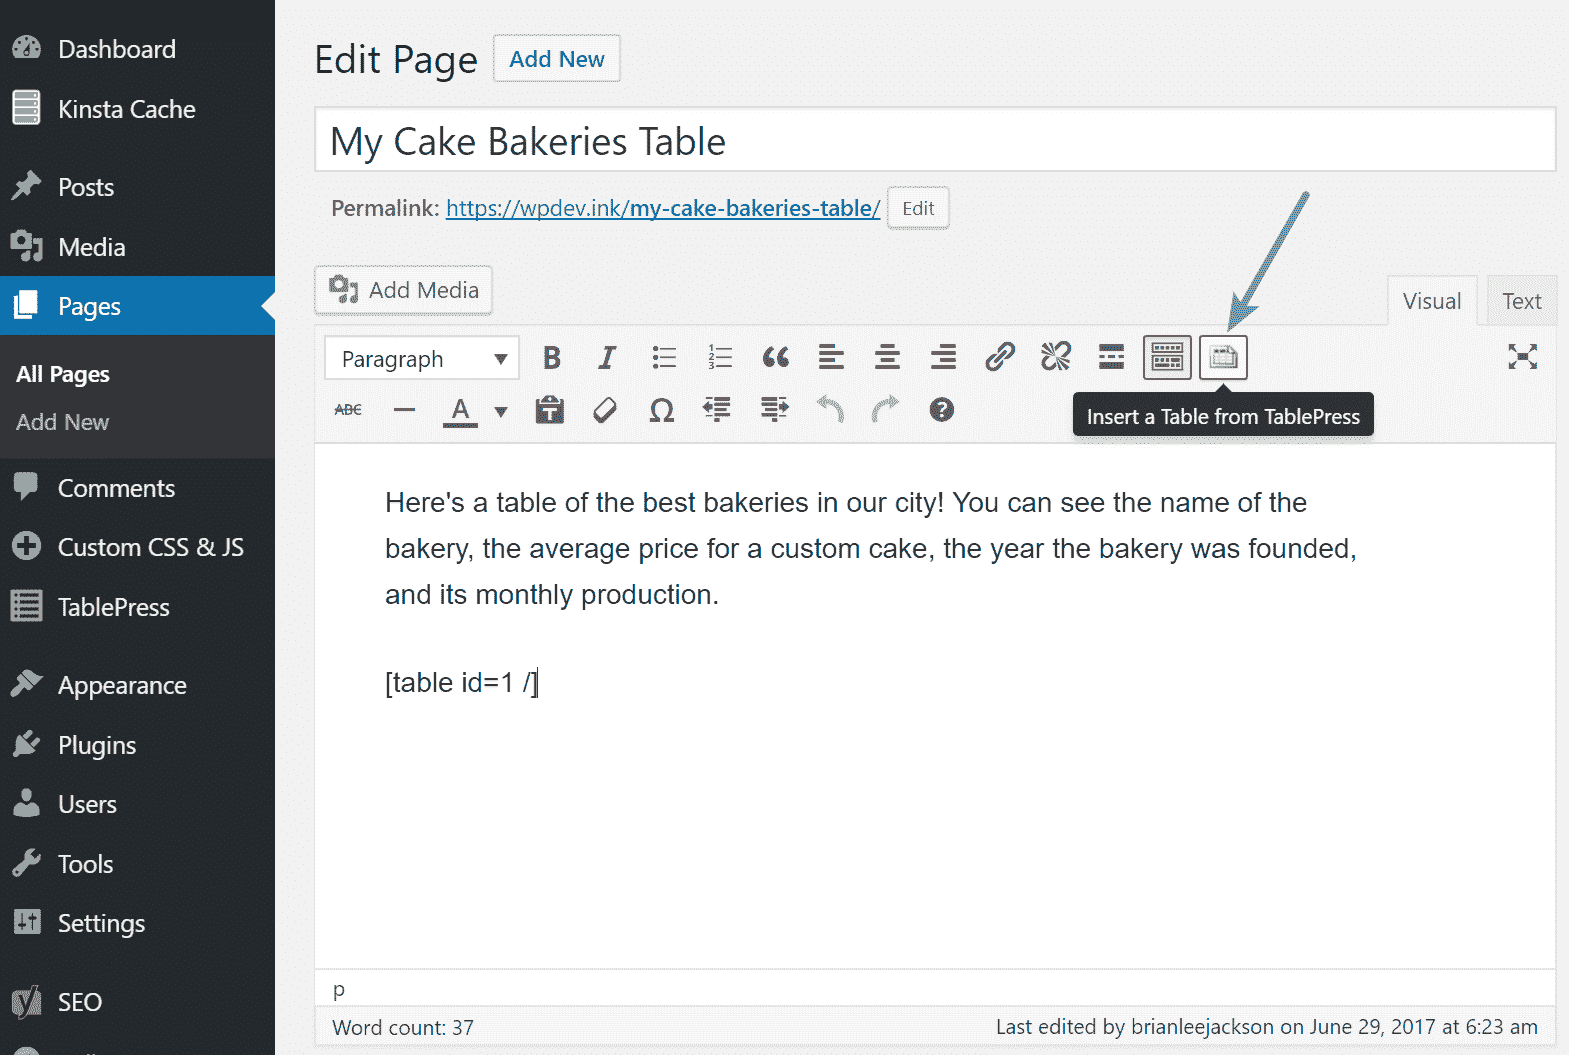 Dashboard
Kinsta Cache
Posts
Media
Pages
All Pages
Add New
Comments
Custom CSS & JS
TablePress
Appearance
Plugins
Users
Tools
Settings
SEO
Edit Page Add New
My Cake Bakeries Table
Permalink: https://wpdev.ink/my-cake-bakeries-table/ Edit
Add Media
Visual Text
Paragraph B I
ABC A
Insert a Table from TablePress
Here's a table of the best bakeries in our city! You can see the name of the
bakery, the average price for a custom cake, the year the bakery was founded,
and its monthly production.
[table id=1 /]
p
Word count: 37
Last edited by brianleejackson on June 29, 2017 at 6:23 am